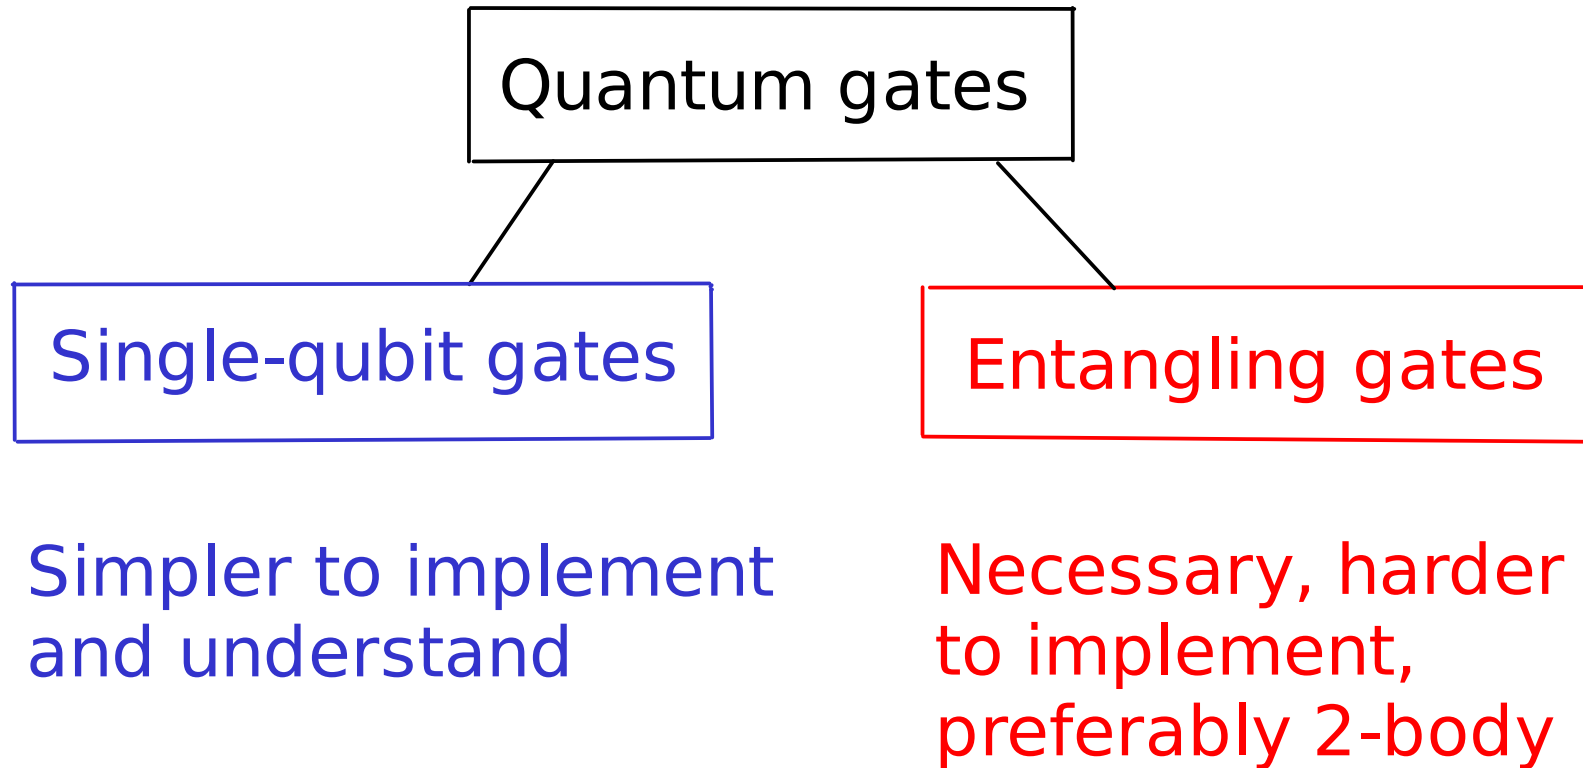 Quantum gates
Single-qubit gates
Entangling gates
Simpler to implement
and understand
Necessary, harder
to implement,
preferably 2-body